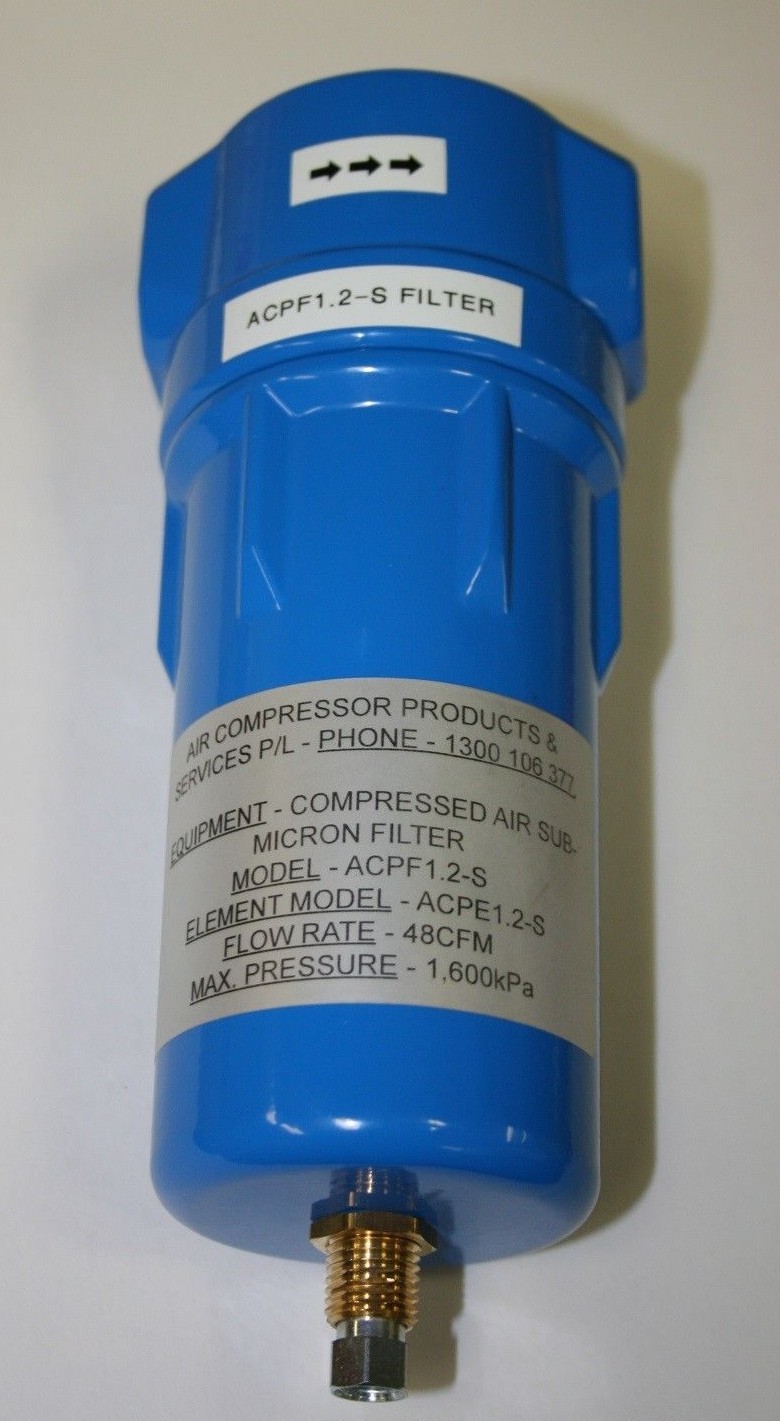 →→→
ACPF1.2-S FILTER
AIR COMPRESSOR PRODUCTS &
SERVICES P/L - PHONE - 1300 106 377
EQUIPMENT - COMPRESSED AIR SUB-
MICRON FILTER
MODEL - ACPF1.2-S
ELEMENT MODEL - ACPE1.2-S
FLOW RATE - 48CFM
MAX. PRESSURE - 1,600kPa